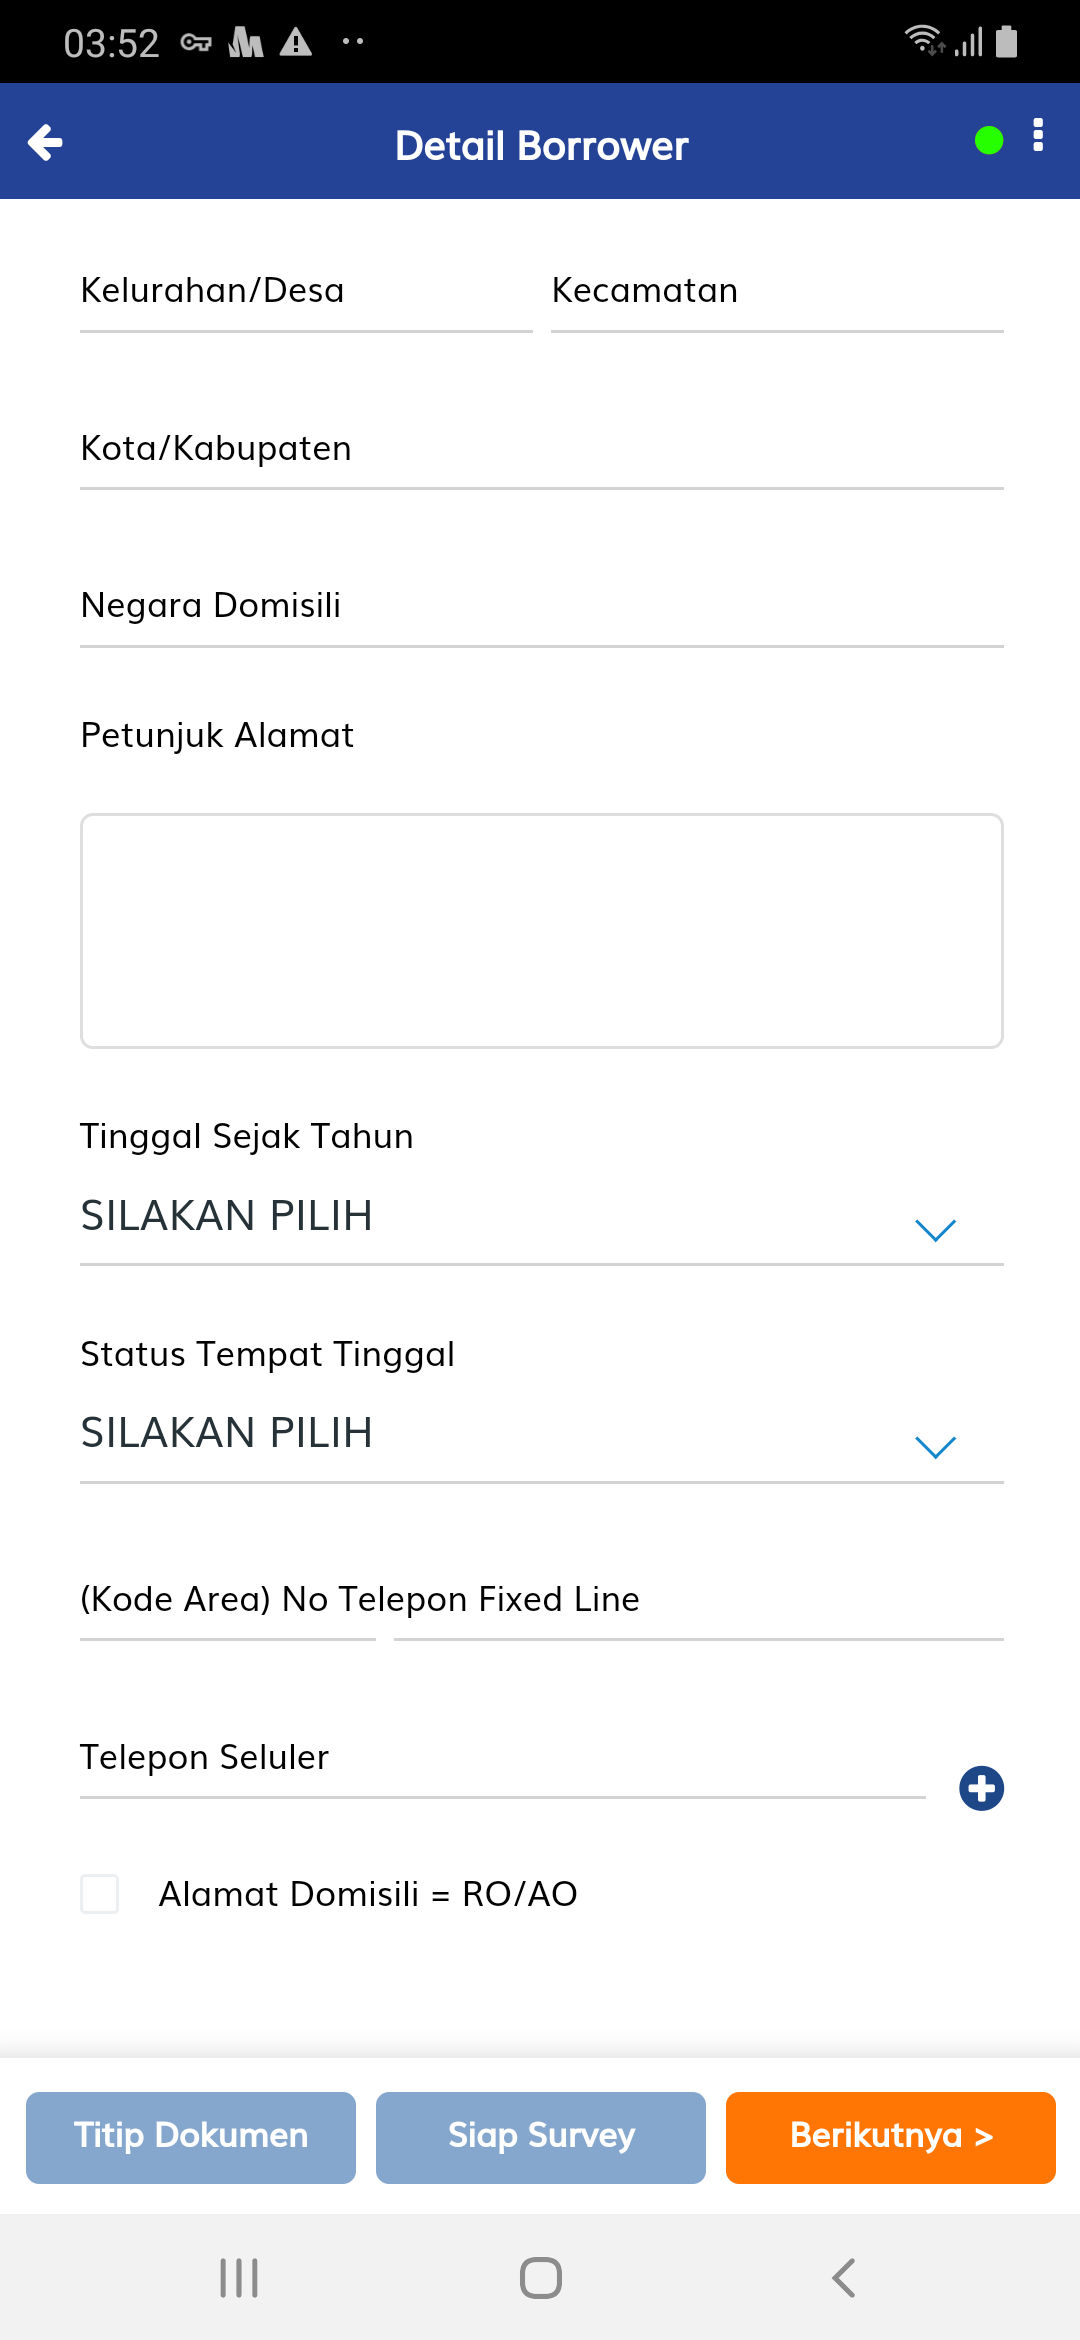 03:52
Detail Borrower
Kelurahan/Desa Kecamatan
Kota/Kabupaten
Negara Domisili
Petunjuk Alamat
Tinggal Sejak Tahun
SILAKAN PILIH
Status Tempat Tinggal
SILAKAN PILIH
(Kode Area) No Telepon Fixed Line
Telepon Seluler
Alamat Domisili = RO/AO
Titip Dokumen Siap Survey Berikutnya >